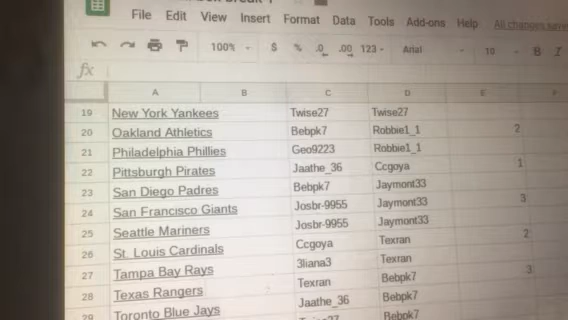 File Edit View Insert Format Data Tools Add-ons Help All changes save
100% $ % .0 .00 123 Arial 10 B I
fx
A B C D E F
19 New York Yankees Twise27 Twise27
20 Oakland Athletics Bebpk7 Robbie1_1 2
21 Philadelphia Phillies Geo9223 Robbie1_1
22 Pittsburgh Pirates Jaathe_36 Ccgoya 1
23 San Diego Padres Bebpk7 Jaymont33
24 San Francisco Giants Josbr-9955 Jaymont33 3
25 Seattle Mariners Josbr-9955 Jaymont33
26 St. Louis Cardinals Ccgoya Texran 2
27 Tampa Bay Rays 3liana3 Texran
28 Texas Rangers Texran Bebpk7 3
29 Toronto Blue Jays Jaathe_36 Bebpk7
Bebpk7